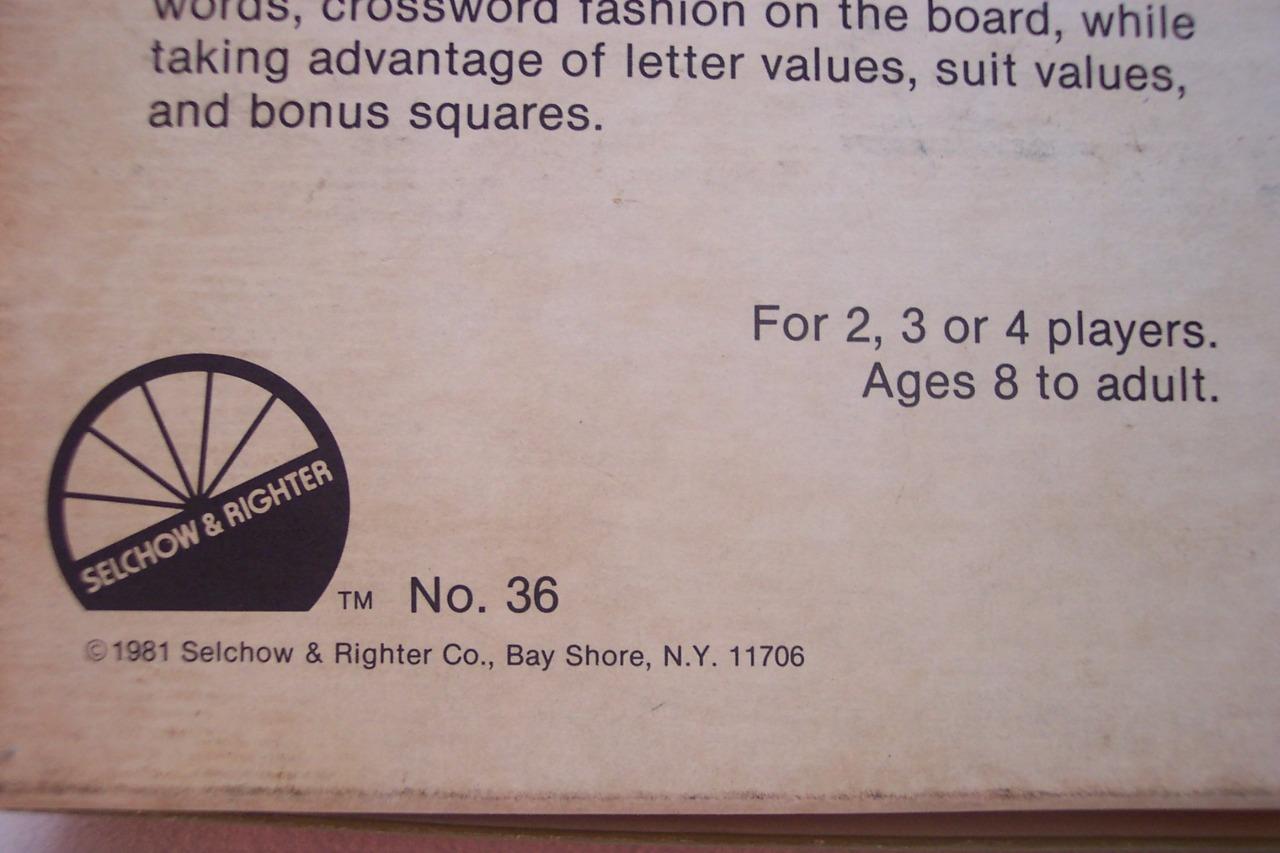 words, crossword fashion on the board, while
taking advantage of letter values, suit values,
and bonus squares.
For 2, 3 or 4 players.
Ages 8 to adult.
SELCHOW & RIGHTER
TM No. 36
©1981 Selchow & Righter Co., Bay Shore, N.Y. 11706